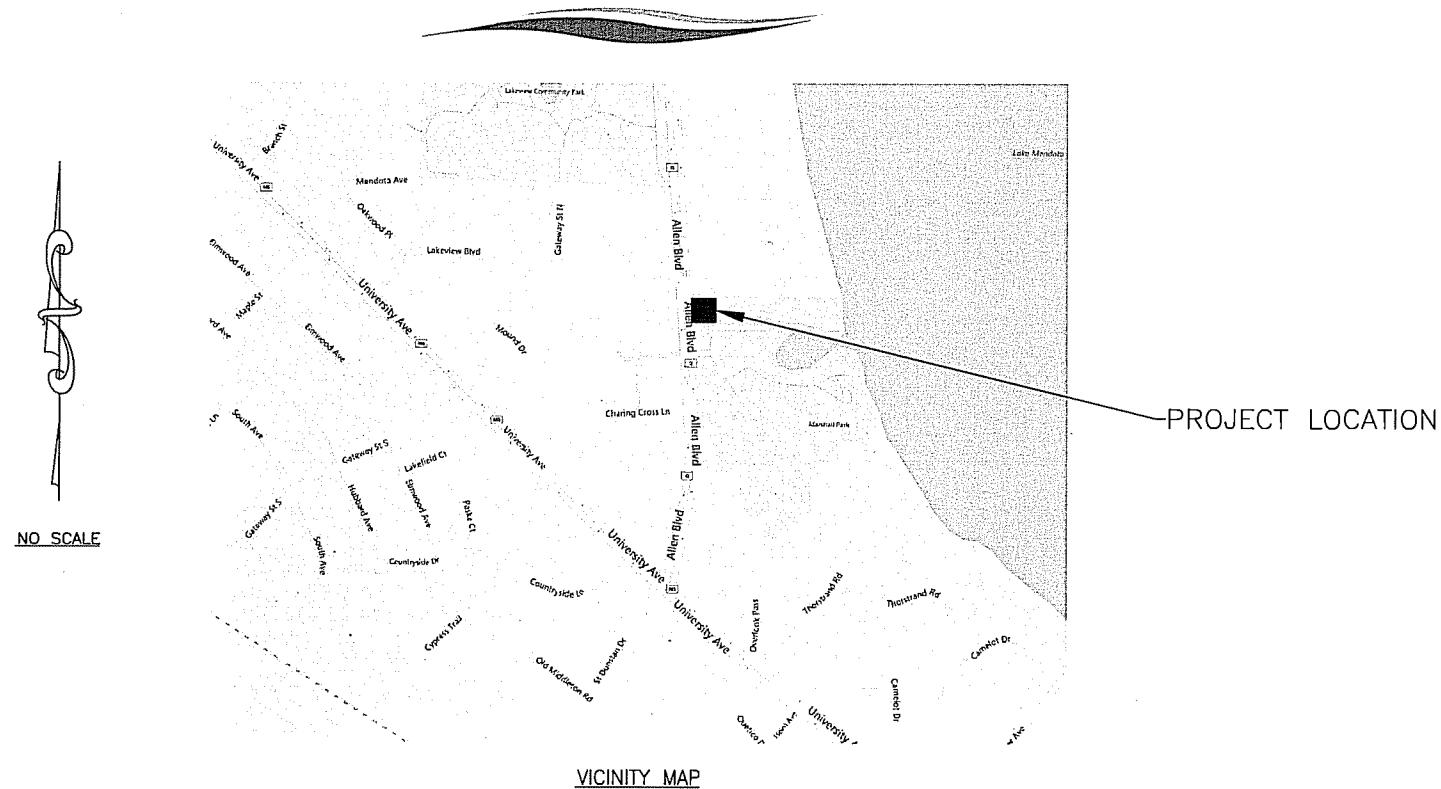 Lakeview Community Park
Branch St
University Ave
Lake Mendota
Mendota Ave
Oakwood Pl
Gateway St N
Allen Blvd
Lakeview Blvd
Elmwood Ave
Maple St
University Ave
Allen Blvd
Elmwood Ave
Mound Dr
PROJECT LOCATION
Charing Cross Ln
South Ave
Allen Blvd
Marshall Park
University Ave
Gateway St S
Lakefield Ct
Hubbard Ave
Elmwood Ave
Paske Ct
Gateway St S
NO SCALE
South Ave
Allen Blvd
University Ave
Countryside Dr
Countryside Ln
Thorstrand Rd
Thorstrand Rd
University Ave
Overlook Pass
Cypress Trail
Camelot Dr
St Dunstan Dr
Old Middleton Rd
Camelot Dr
University
VICINITY MAP